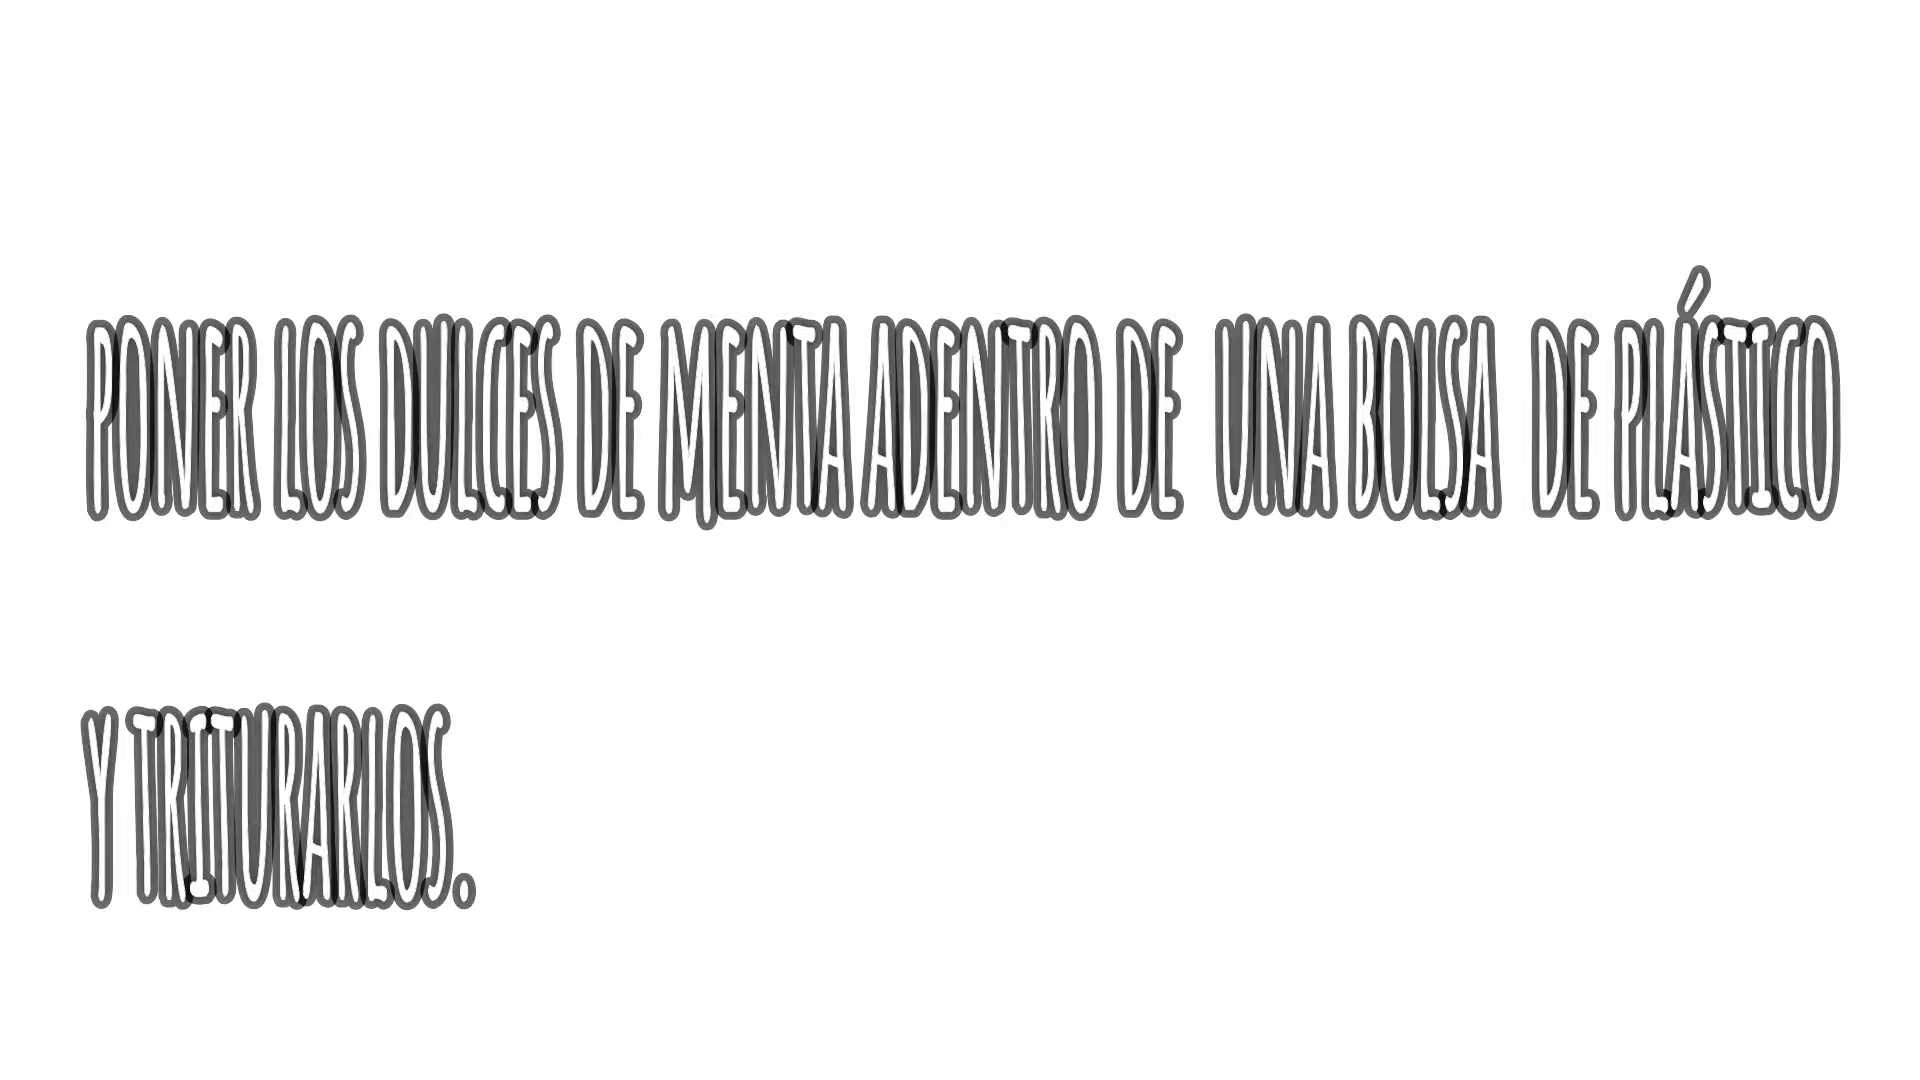 PONER LOS DULCES DE MENTA ADENTRO DE UNA BOLSA DE PLÁSTICO
Y TRITURARLOS.